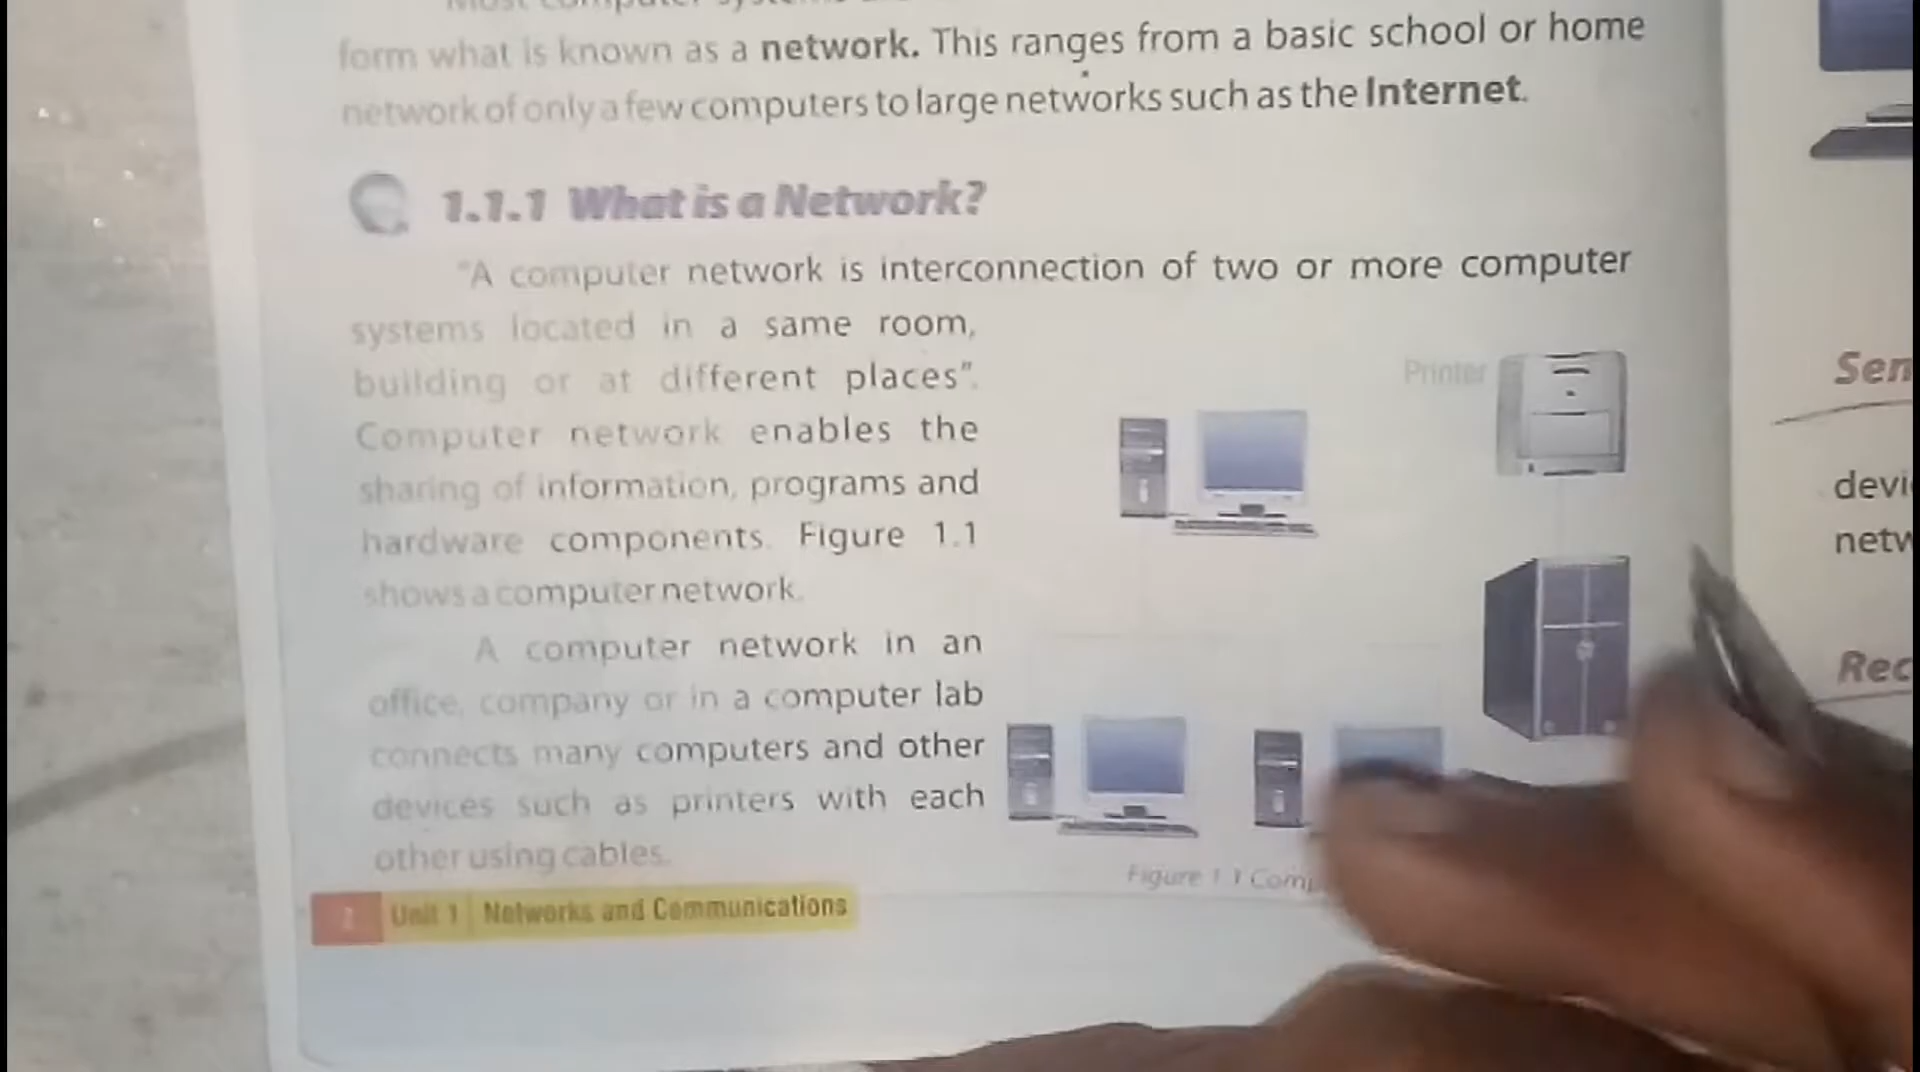 form what is known as a network. This ranges from a basic school or home
network of only a few computers to large networks such as the Internet.
1.1.1 What is a Network?
"A computer network is interconnection of two or more computer
systems located in a same room,
building or at different places".
Computer network enables the
sharing of information, programs and
hardware components. Figure 1.1
shows a computer network.
A computer network in an
office, company or in a computer lab
connects many computers and other
devices such as printers with each
other using cables.
Printer
Figure 1.1
2 Unit 1 Networks and Communications